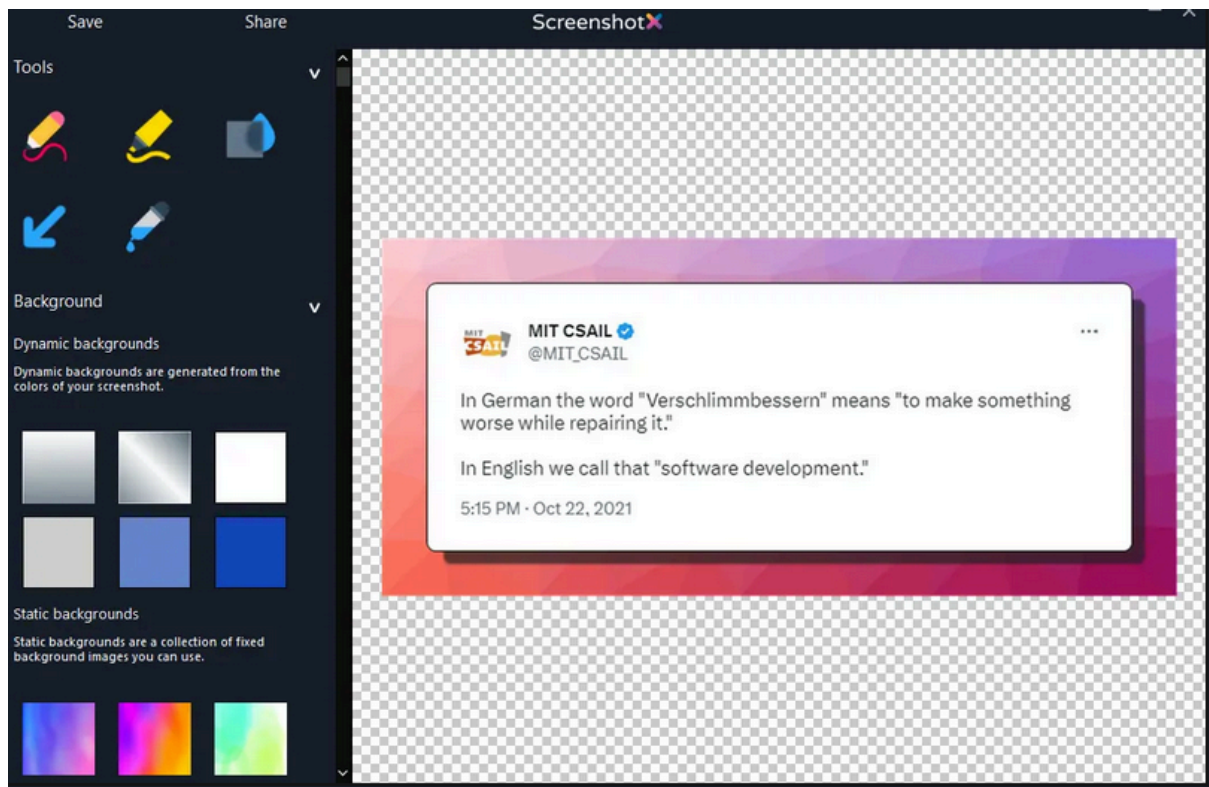 Save
Share
ScreenshotX
Tools
Background
Dynamic backgrounds
Dynamic backgrounds are generated from the
colors of your screenshot.
Static backgrounds
Static backgrounds are a collection of fixed
background images you can use.
MIT
CSAIL
MIT CSAIL
@MIT_CSAIL
In German the word "Verschlimmbessern" means "to make something
worse while repairing it."
In English we call that "software development."
5:15 PM · Oct 22, 2021